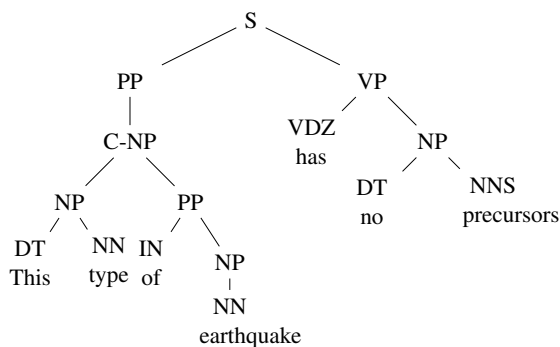 S
PP VP
C-NP VDZ NP
has
NP PP DT NNS
no precursors
DT NN IN NP
This type of
NN
earthquake